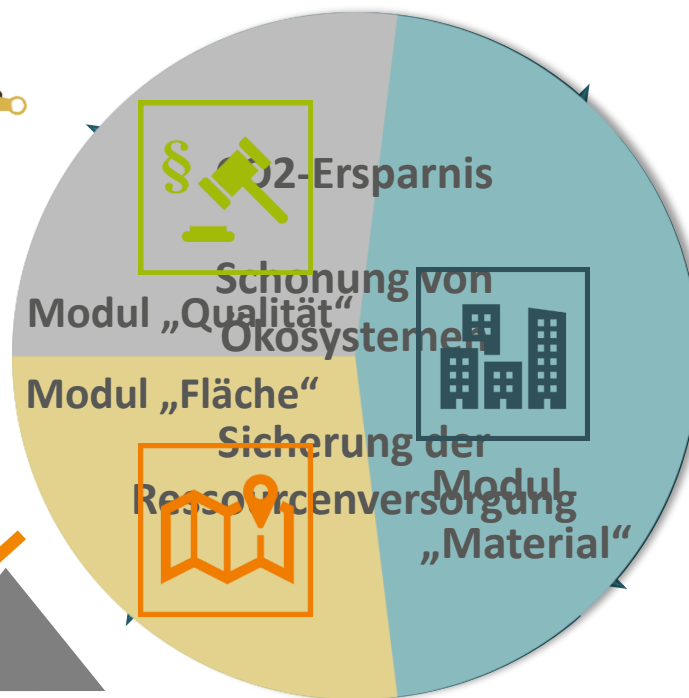 §
CO2-Ersparnis
Schonung von
Ökosystemen
Modul „Qualität“
Modul „Fläche“
Sicherung der
Ressourcenversorgung
Modul
„Material“